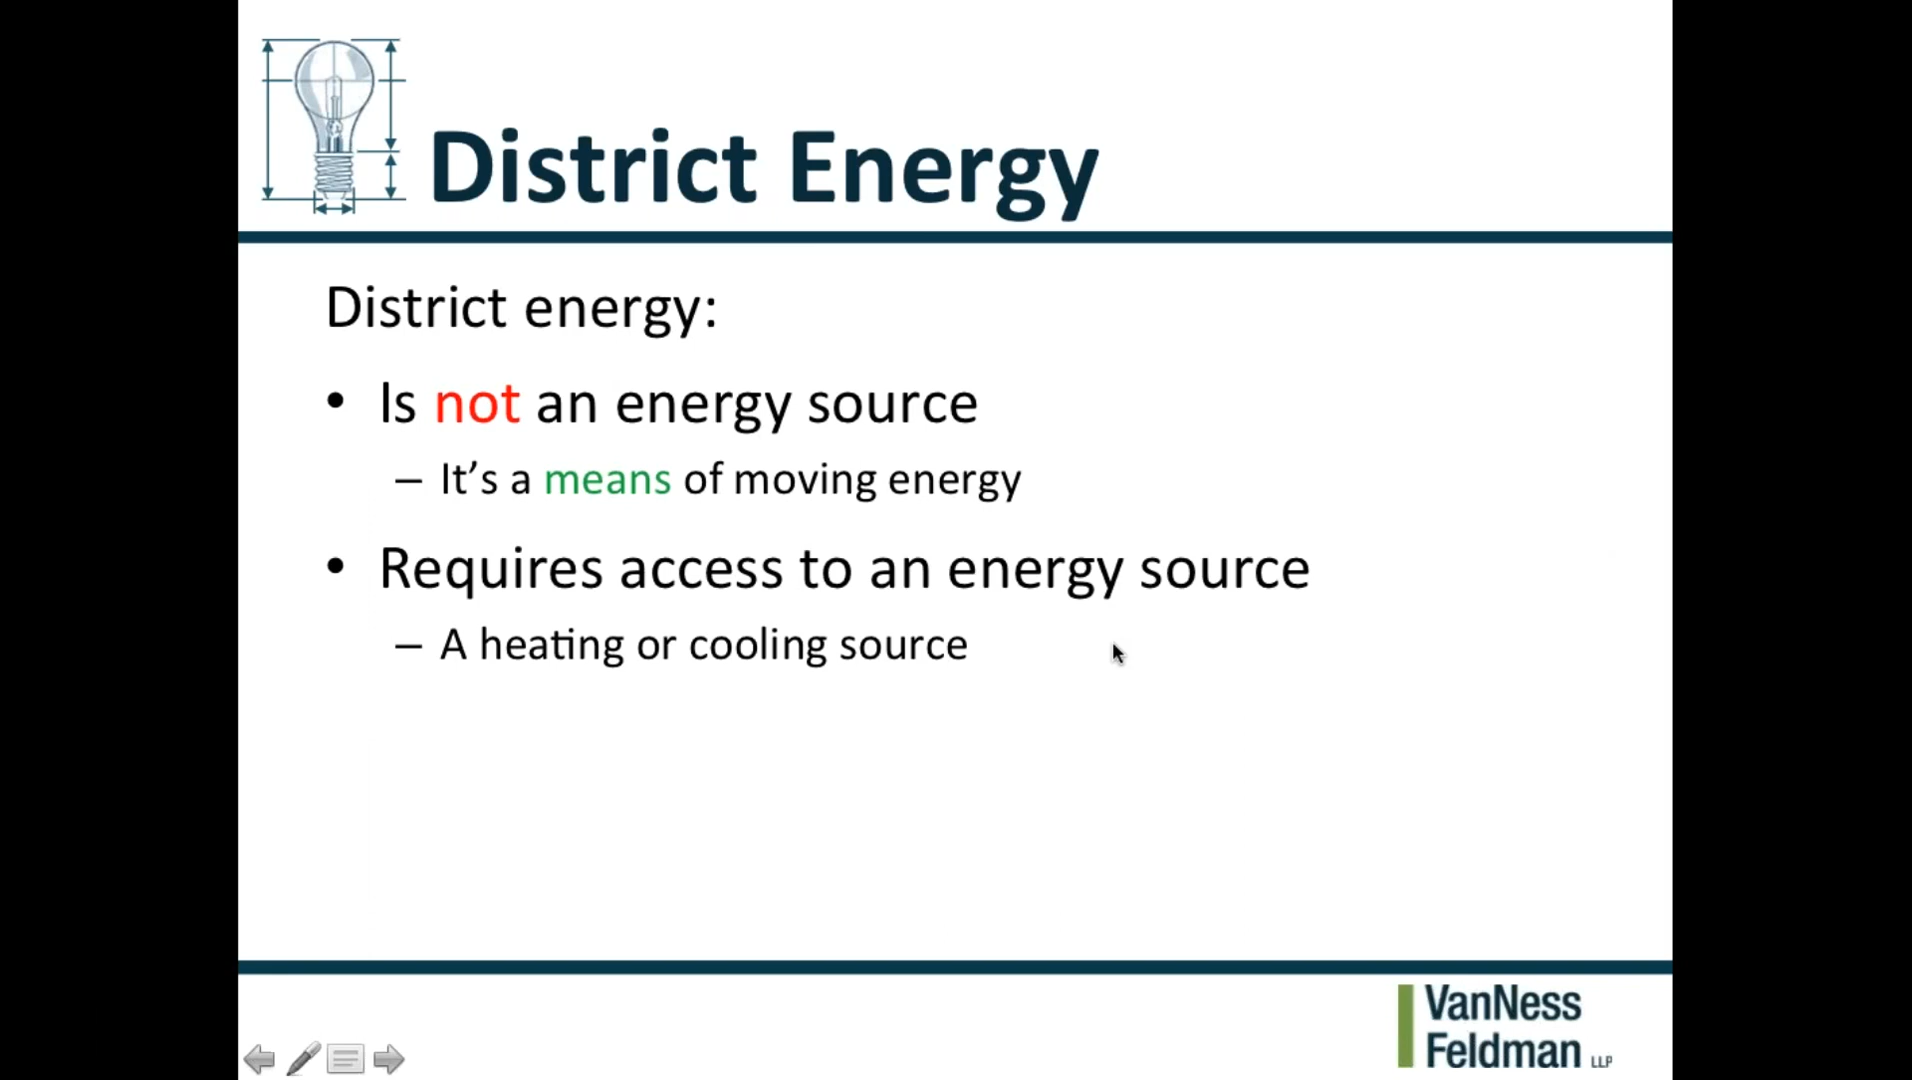 District Energy
District energy:
• Is not an energy source
– It’s a means of moving energy
• Requires access to an energy source
– A heating or cooling source
VanNess
Feldman LLP